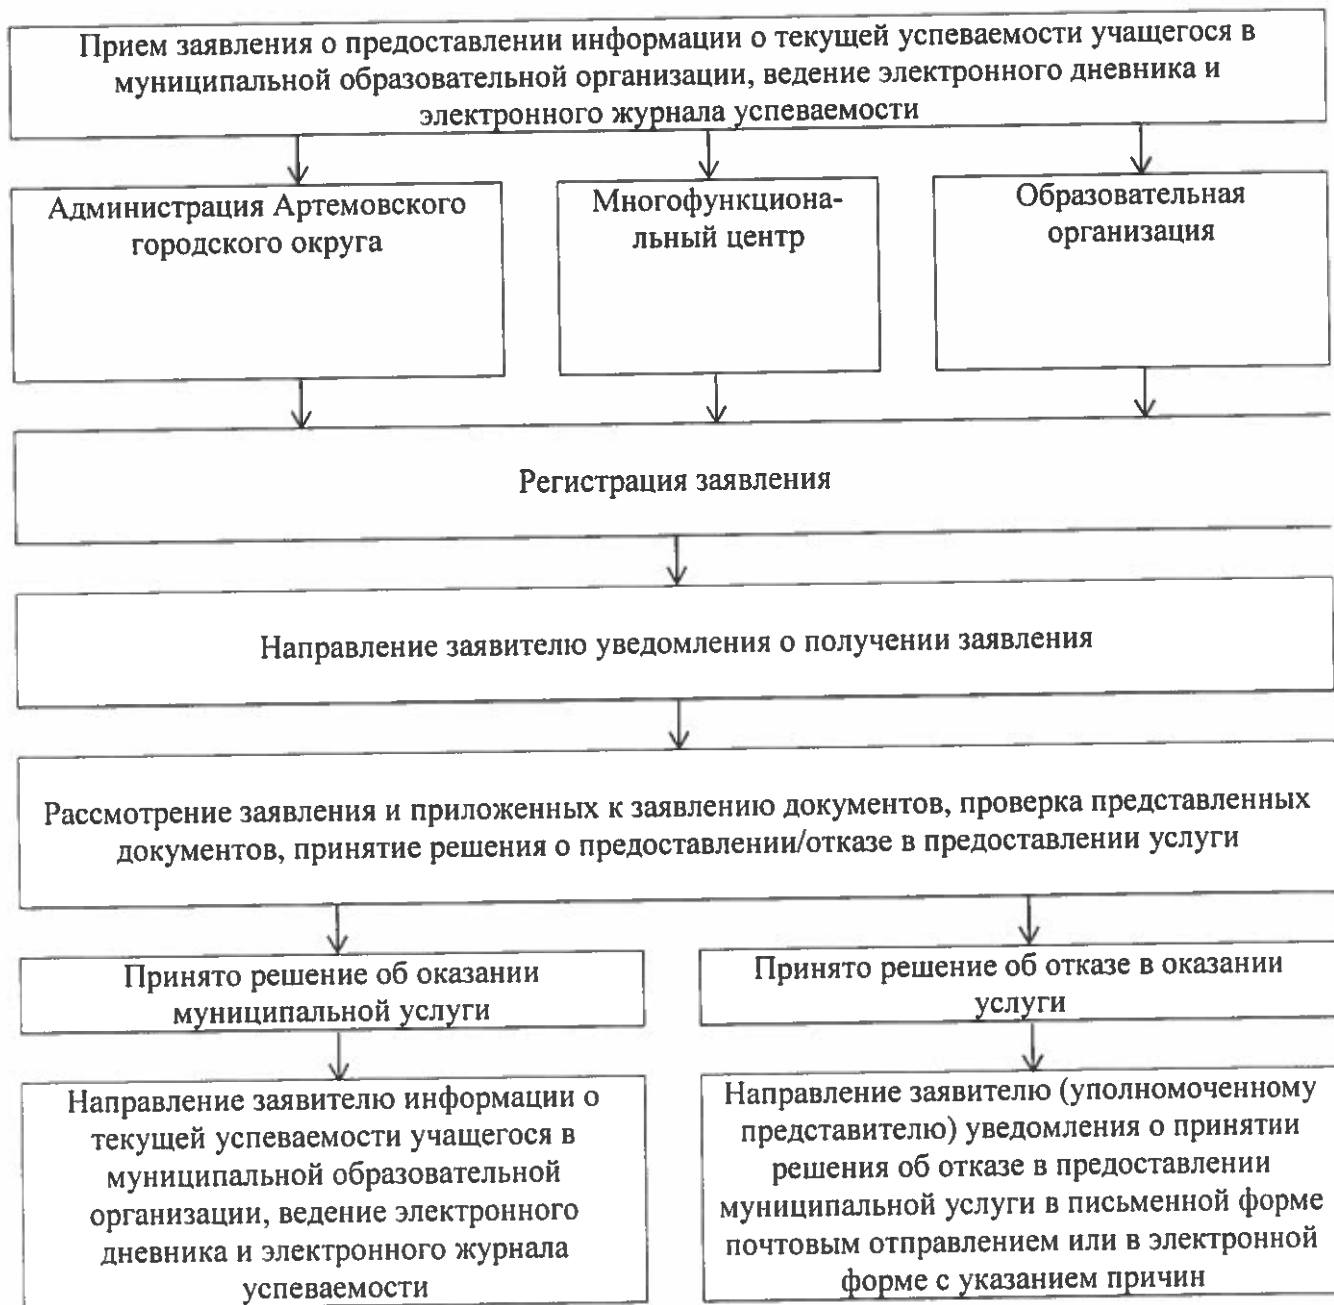 Прием заявления о предоставлении информации о текущей успеваемости учащегося в
муниципальной образовательной организации, ведение электронного дневника и
электронного журнала успеваемости
Администрация Артемовского
городского округа
Многофункциона-
льный центр
Образовательная
организация
Регистрация заявления
Направление заявителю уведомления о получении заявления
Рассмотрение заявления и приложенных к заявлению документов, проверка представленных
документов, принятие решения о предоставлении/отказе в предоставлении услуги
Принято решение об оказании
муниципальной услуги
Принято решение об отказе в оказании
услуги
Направление заявителю информации о
текущей успеваемости учащегося в
муниципальной образовательной
организации, ведение электронного
дневника и электронного журнала
успеваемости
Направление заявителю (уполномоченному
представителю) уведомления о принятии
решения об отказе в предоставлении
муниципальной услуги в письменной форме
почтовым отправлением или в электронной
форме с указанием причин